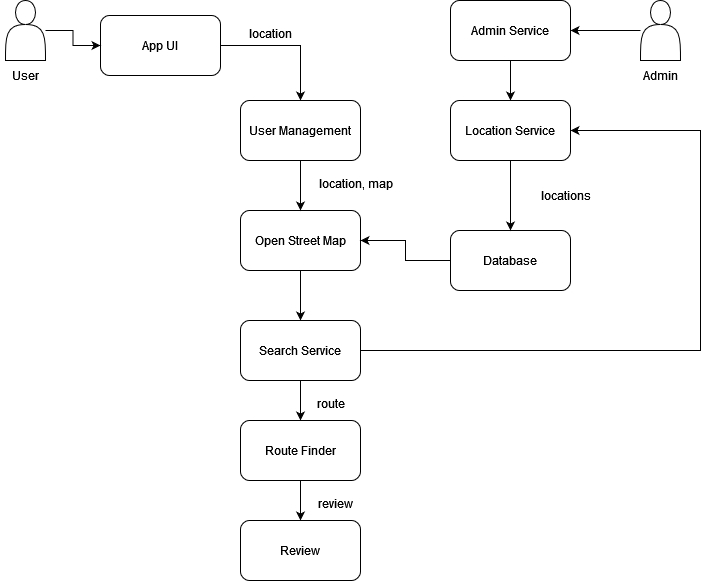 User
App UI
location
Admin Service
Admin
User Management
Location Service
location, map
locations
Open Street Map
Database
Search Service
route
Route Finder
review
Review